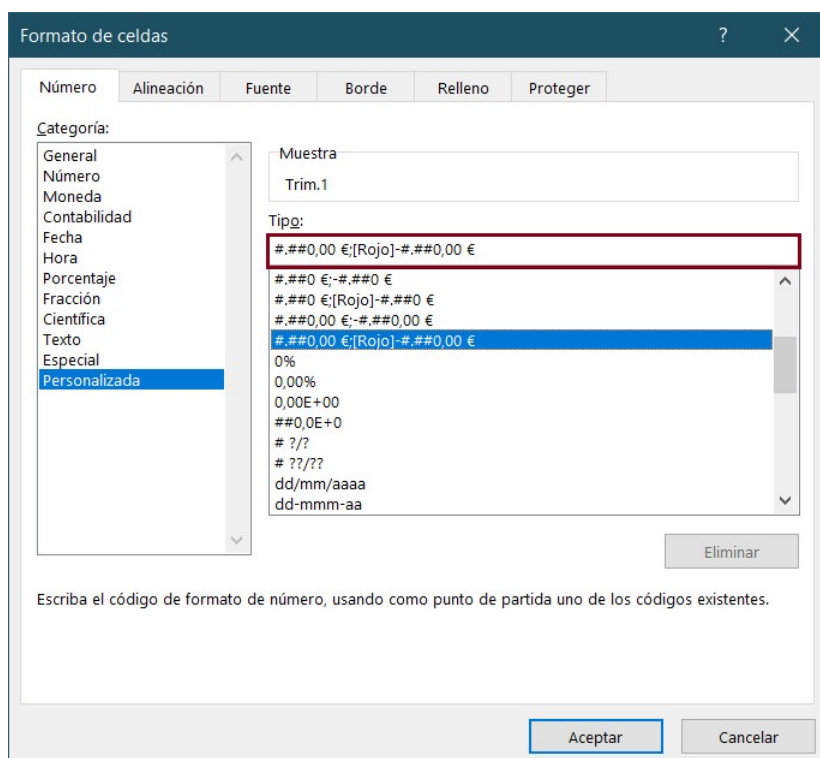 Formato de celdas ? ×
Número Alineación Fuente Borde Relleno Proteger
Categoría:
General
Número
Moneda
Contabilidad
Fecha
Hora
Porcentaje
Fracción
Científica
Texto
Especial
Personalizada
Muestra
Trim.1
Tipo:
#.##0,00 €;[Rojo]-#.##0,00 €
#.##0 €;-#.##0 €
#.##0 €;[Rojo]-#.##0 €
#.##0,00 €;-#.##0,00 €
#.##0,00 €;[Rojo]-#.##0,00 €
0%
0,00%
0,00E+00
##0,0E+0
# ?/?
# ??/??
dd/mm/aaaa
dd-mmm-aa
Eliminar
Escriba el código de formato de número, usando como punto de partida uno de los códigos existentes.
Aceptar Cancelar